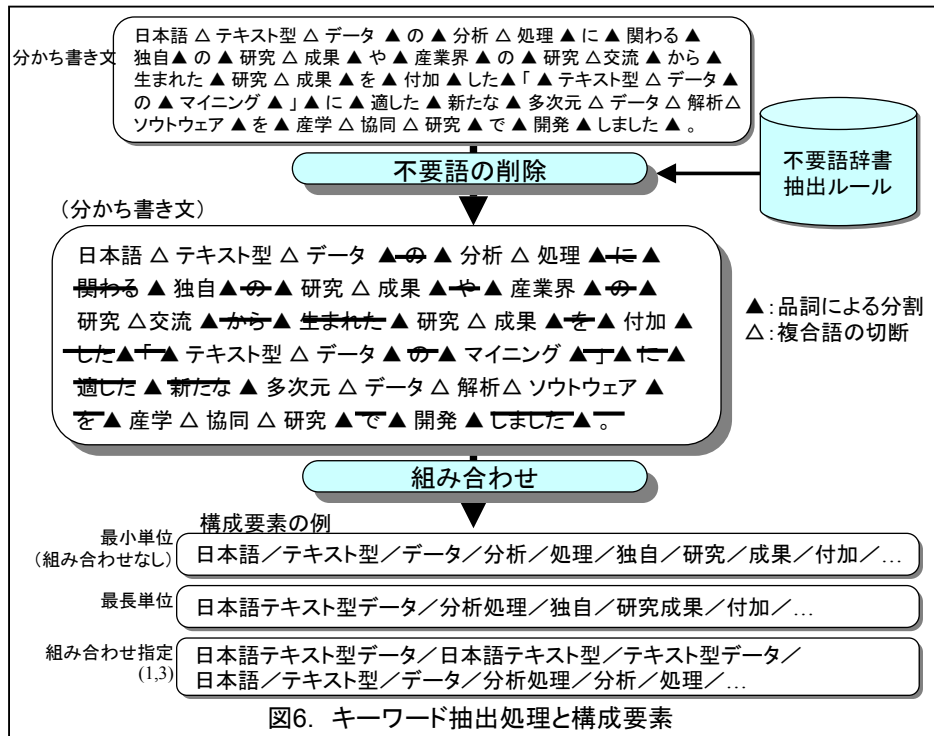 分かち書き文
日本語 △ テキスト型 △ データ ▲ の ▲ 分析 △ 処理 ▲ に ▲ 関わる ▲
独自▲ の ▲ 研究 △ 成果 ▲ や ▲ 産業界 ▲ の ▲ 研究 △交流 ▲ から ▲
生まれた ▲ 研究 △ 成果 ▲ を ▲ 付加 ▲ した▲「 ▲ テキスト型 △ データ ▲
の ▲ マイニング ▲ 」▲ に ▲ 適した ▲ 新たな ▲ 多次元 △ データ △ 解析△
ソウトウェア ▲ を ▲ 産学 △ 協同 △ 研究 ▲ で ▲ 開発 ▲ しました ▲ 。
不要語の削除
不要語辞書
抽出ルール
(分かち書き文)
日本語 △ テキスト型 △ データ ▲ の ▲ 分析 △ 処理 ▲ に ▲
関わる ▲ 独自▲ の ▲ 研究 △ 成果 ▲ や ▲ 産業界 ▲ の ▲
研究 △交流 ▲ から ▲ 生まれた ▲ 研究 △ 成果 ▲ を ▲ 付加 ▲
した▲「 ▲ テキスト型 △ データ ▲ の ▲ マイニング ▲ 」▲ に ▲
適した ▲ 新たな ▲ 多次元 △ データ △ 解析△ ソウトウェア ▲
を ▲ 産学 △ 協同 △ 研究 ▲ で ▲ 開発 ▲ しました ▲ 。
▲:品詞による分割
△:複合語の切断
組み合わせ
構成要素の例
最小単位
(組み合わせなし)
日本語/テキスト型/データ/分析/処理/独自/研究/成果/付加/…
最長単位
日本語テキスト型データ/分析処理/独自/研究成果/付加/…
組み合わせ指定
(1,3)
日本語テキスト型データ/日本語テキスト型/テキスト型データ/
日本語/テキスト型/データ/分析処理/分析/処理/…
図6. キーワード抽出処理と構成要素